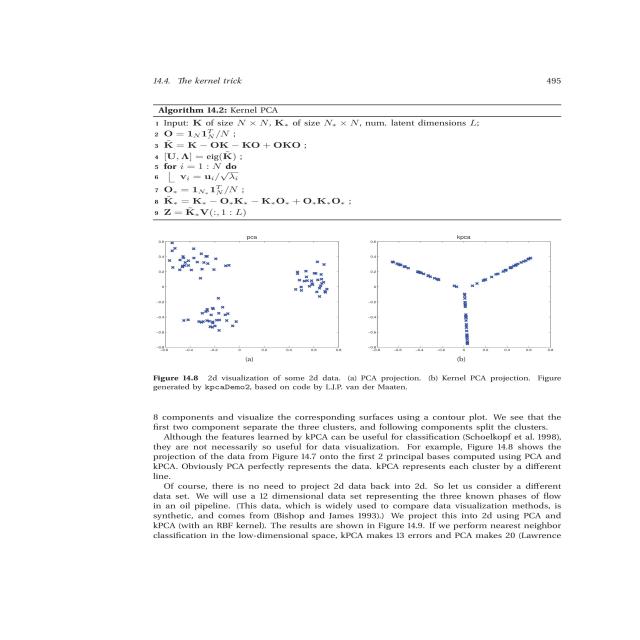 14.4. The kernel trick 495
Algorithm 14.2: Kernel PCA
1 Input: K of size N × N, K∗ of size N∗ × N, num. latent dimensions L;
2 O = 1_N 1_N^T/N ;
3 K̃ = K − OK − KO + OKO ;
4 [U, Λ] = eig(K̃) ;
5 for i = 1 : N do
6 v_i = u_i/√λ_i
7 O∗ = 1_{N∗} 1_N^T/N ;
8 K̃∗ = K∗ − O∗K∗ − K∗O∗ + O∗K∗O∗ ;
9 Z = K̃∗V(:, 1 : L)
pca kpca
(a) (b)
Figure 14.8 2d visualization of some 2d data. (a) PCA projection. (b) Kernel PCA projection. Figure
generated by kpcaDemo2, based on code by L.J.P. van der Maaten.
8 components and visualize the corresponding surfaces using a contour plot. We see that the
first two component separate the three clusters, and following components split the clusters.
Although the features learned by kPCA can be useful for classification (Schoelkopf et al. 1998),
they are not necessarily so useful for data visualization. For example, Figure 14.8 shows the
projection of the data from Figure 14.7 onto the first 2 principal bases computed using PCA and
kPCA. Obviously PCA perfectly represents the data. kPCA represents each cluster by a different
line.
Of course, there is no need to project 2d data back into 2d. So let us consider a different
data set. We will use a 12 dimensional data set representing the three known phases of flow
in an oil pipeline. (This data, which is widely used to compare data visualization methods, is
synthetic, and comes from (Bishop and James 1993).) We project this into 2d using PCA and
kPCA (with an RBF kernel). The results are shown in Figure 14.9. If we perform nearest neighbor
classification in the low-dimensional space, kPCA makes 13 errors and PCA makes 20 (Lawrence